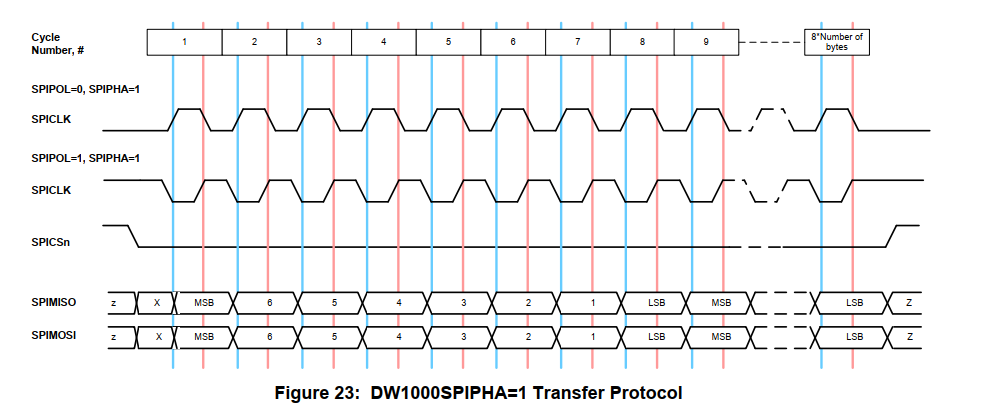 Cycle
Number, #
1 2 3 4 5 6 7 8 9 8*Number of
bytes
SPIPOL=0, SPIPHA=1
SPICLK
SPIPOL=1, SPIPHA=1
SPICLK
SPICSn
SPIMISO z X MSB 6 5 4 3 2 1 LSB MSB LSB Z
SPIMOSI z X MSB 6 5 4 3 2 1 LSB MSB LSB Z
Figure 23: DW1000SPIPHA=1 Transfer Protocol